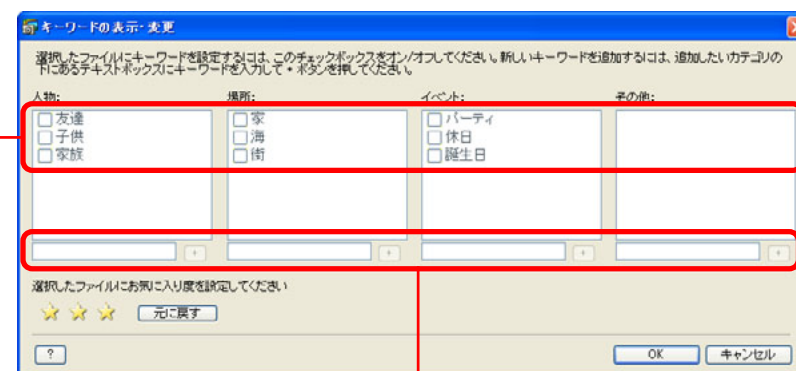 キーワードの表示・変更
選択したファイルにキーワードを設定するには、このチェックボックスをオン/オフしてください。新しいキーワードを追加するには、追加したいカテゴリの
下にあるテキストボックスにキーワードを入力して + ボタンを押してください。
人物: 場所: イベント: その他:
友達 家 パーティ
子供 海 休日
家族 街 誕生日
+ + + +
選択したファイルにお気に入り度を設定してください
元に戻す
? OK キャンセル